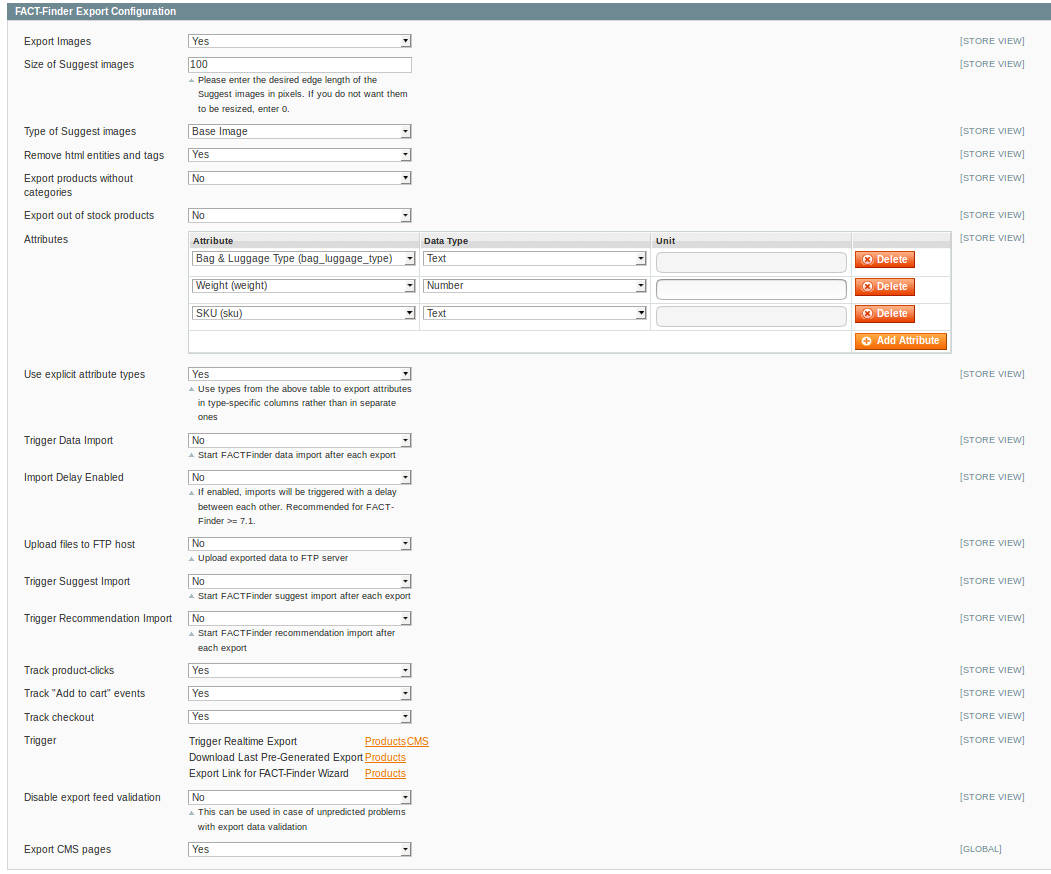 FACT-Finder Export Configuration
Export Images Yes [STORE VIEW]
Size of Suggest images 100 [STORE VIEW]
Please enter the desired edge length of the
Suggest images in pixels. If you do not want them
to be resized, enter 0.
Type of Suggest images Base Image [STORE VIEW]
Remove html entities and tags Yes [STORE VIEW]
Export products without No [STORE VIEW]
categories
Export out of stock products No [STORE VIEW]
Attributes [STORE VIEW]
Attribute Data Type Unit
Bag & Luggage Type (bag_luggage_type) Text Delete
Weight (weight) Number Delete
SKU (sku) Text Delete
Add Attribute
Use explicit attribute types Yes [STORE VIEW]
Use types from the above table to export attributes
in type-specific columns rather than in separate
ones
Trigger Data Import No [STORE VIEW]
Start FACTFinder data import after each export
Import Delay Enabled No [STORE VIEW]
If enabled, imports will be triggered with a delay
between each other. Recommended for FACT-
Finder >= 7.1.
Upload files to FTP host No [STORE VIEW]
Upload exported data to FTP server
Trigger Suggest Import No [STORE VIEW]
Start FACTFinder suggest import after each export
Trigger Recommendation Import No [STORE VIEW]
Start FACTFinder recommendation import after
each export
Track product-clicks Yes [STORE VIEW]
Track "Add to cart" events Yes [STORE VIEW]
Track checkout Yes [STORE VIEW]
Trigger Trigger Realtime Export Products CMS [STORE VIEW]
Download Last Pre-Generated Export Products
Export Link for FACT-Finder Wizard Products
Disable export feed validation No [STORE VIEW]
This can be used in case of unpredicted problems
with export data validation
Export CMS pages Yes [GLOBAL]